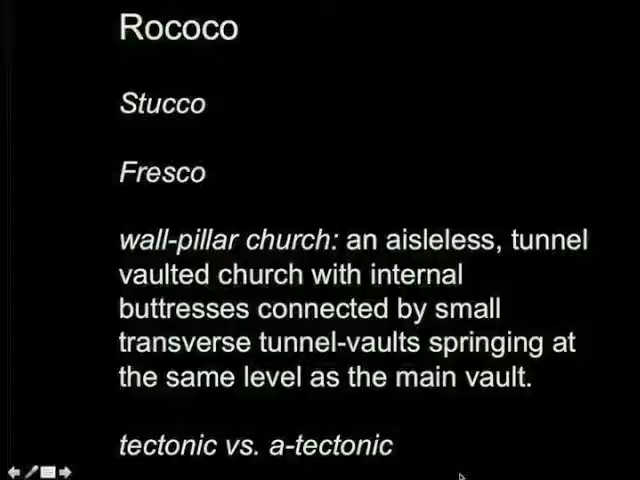 Rococo
Stucco
Fresco
wall-pillar church: an aisleless, tunnel
vaulted church with internal
buttresses connected by small
transverse tunnel-vaults springing at
the same level as the main vault.
tectonic vs. a-tectonic